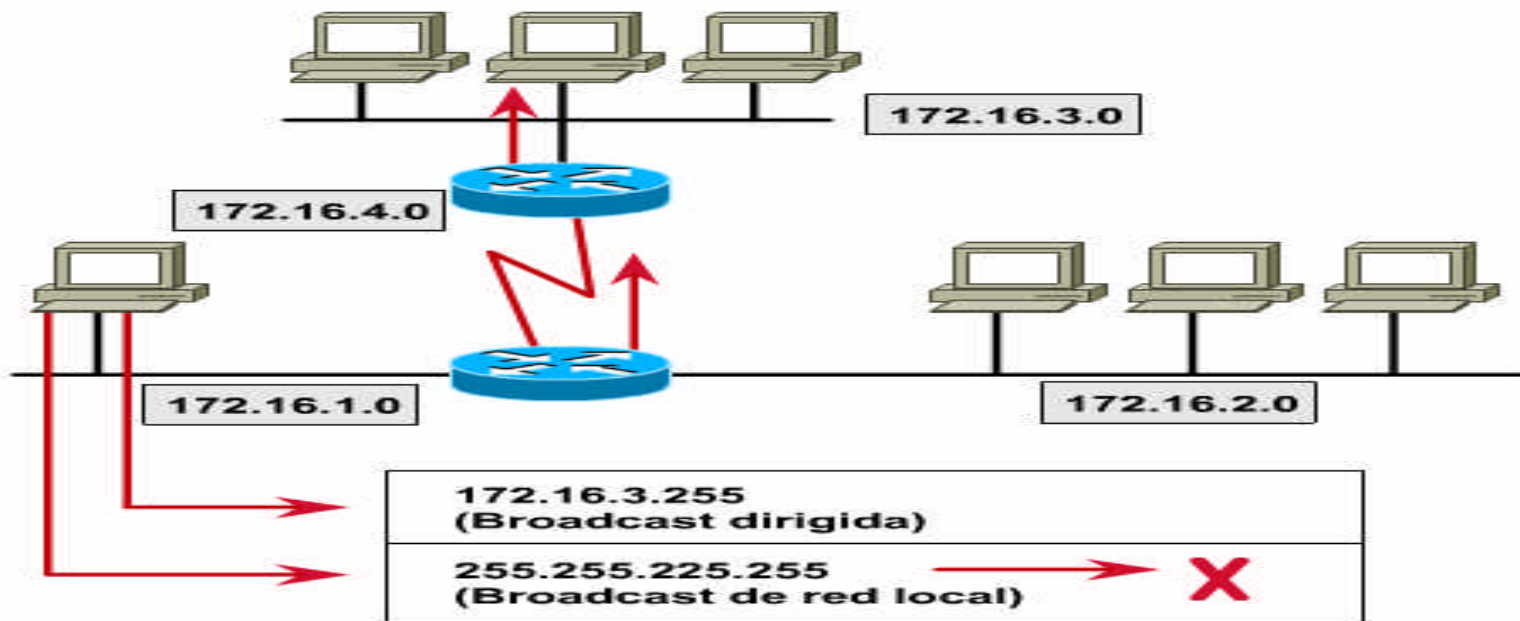 172.16.3.0
172.16.4.0
172.16.1.0
172.16.2.0
172.16.3.255
(Broadcast dirigida)
255.255.225.255
(Broadcast de red local)
X